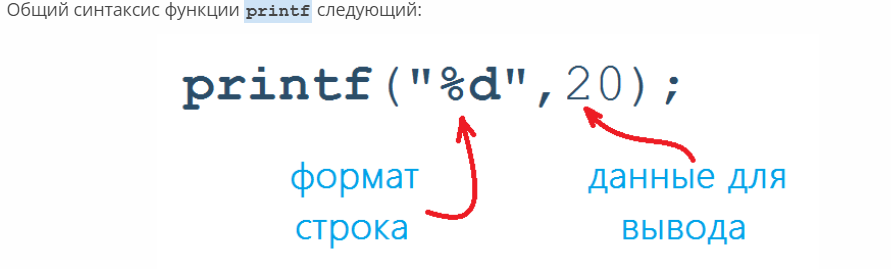 Общий синтаксис функции printf следующий:
printf("%d",20);
формат данные для
строка вывода